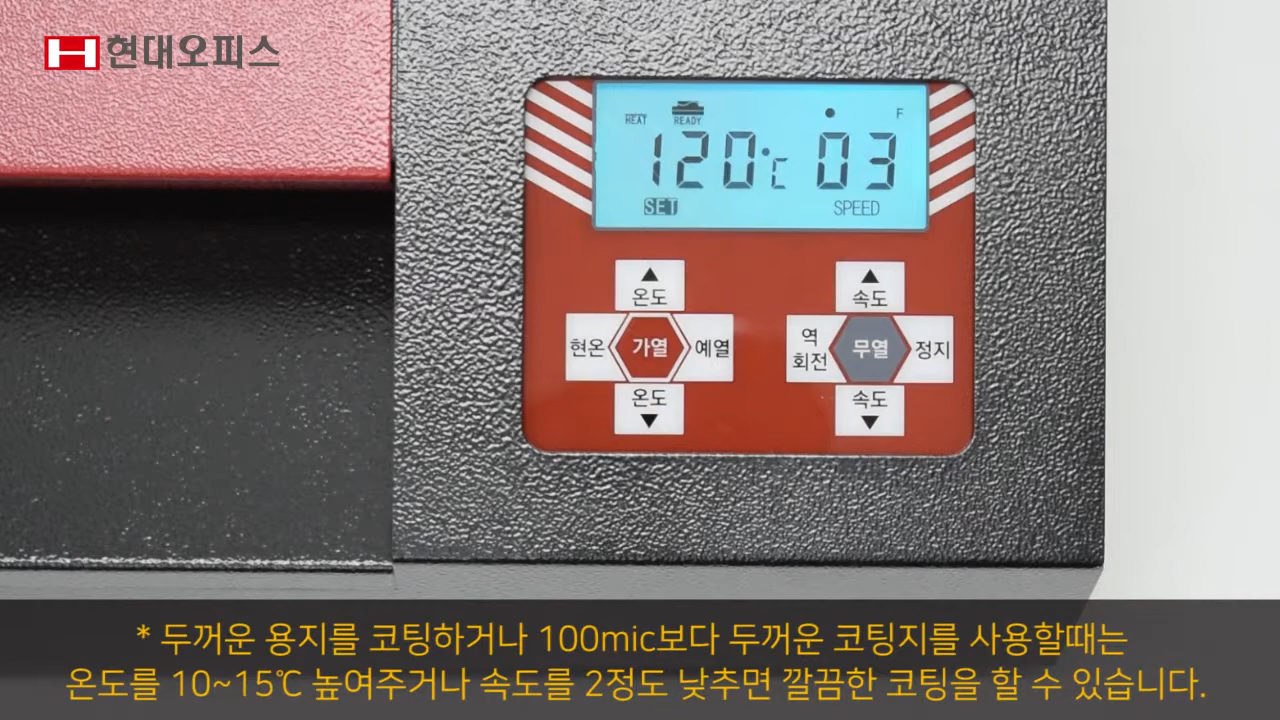 현대오피스
HEAT READY F
120℃ 03
SET SPEED
▲ ▲
온도 속도
현온 가열 예열 역회전 무열 정지
온도 속도
▼ ▼
* 두꺼운 용지를 코팅하거나 100mic보다 두꺼운 코팅지를 사용할때는
온도를 10~15℃ 높여주거나 속도를 2정도 낮추면 깔끔한 코팅을 할 수 있습니다.